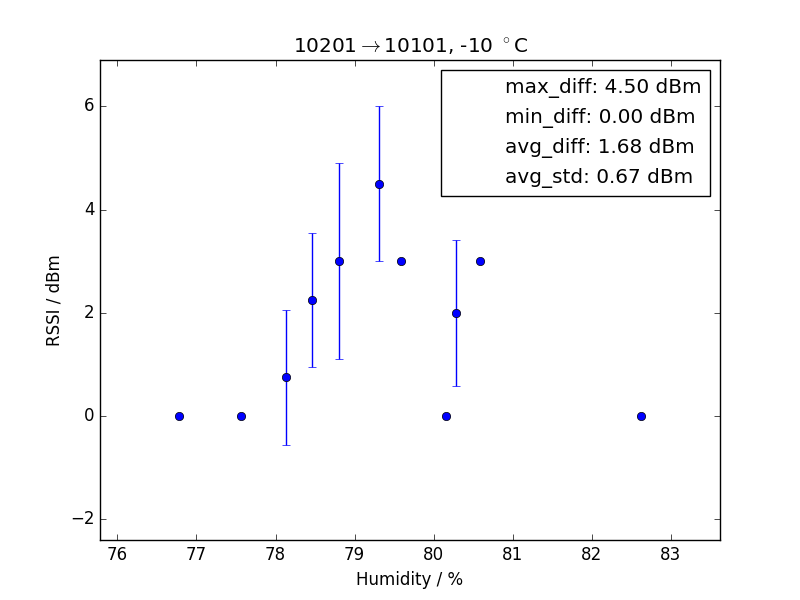 10201→10101, -10 °C
max_diff: 4.50 dBm
min_diff: 0.00 dBm
avg_diff: 1.68 dBm
avg_std: 0.67 dBm
RSSI / dBm
6
4
2
0
−2
76 77 78 79 80 81 82 83
Humidity / %